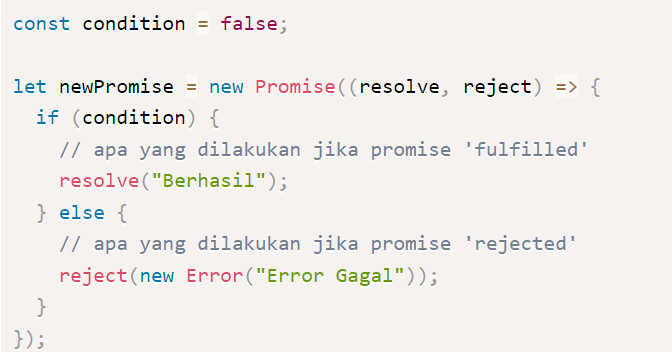 const condition = false;
let newPromise = new Promise((resolve, reject) => {
  if (condition) {
    // apa yang dilakukan jika promise 'fulfilled'
    resolve("Berhasil");
  } else {
    // apa yang dilakukan jika promise 'rejected'
    reject(new Error("Error Gagal"));
  }
});